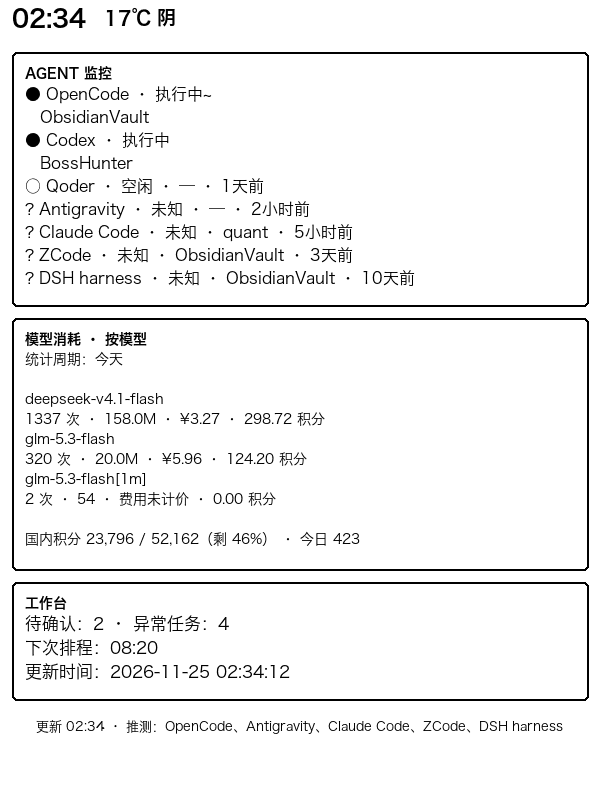 02:34 17℃ 阴
AGENT 监控
● OpenCode · 执行中~
ObsidianVault
● Codex · 执行中
BossHunter
○ Qoder · 空闲 · — · 1天前
? Antigravity · 未知 · — · 2小时前
? Claude Code · 未知 · quant · 5小时前
? ZCode · 未知 · ObsidianVault · 3天前
? DSH harness · 未知 · ObsidianVault · 10天前
模型消耗 · 按模型
统计周期：今天
deepseek-v4.1-flash
1337 次 · 158.0M · ¥3.27 · 298.72 积分
glm-5.3-flash
320 次 · 20.0M · ¥5.96 · 124.20 积分
glm-5.3-flash[1m]
2 次 · 54 · 费用未计价 · 0.00 积分
国内积分 23,796 / 52,162（剩 46%） · 今日 423
工作台
待确认：2 · 异常任务：4
下次排程：08:20
更新时间：2026-11-25 02:34:12
更新 02:34 · 推测：OpenCode、Antigravity、Claude Code、ZCode、DSH harness